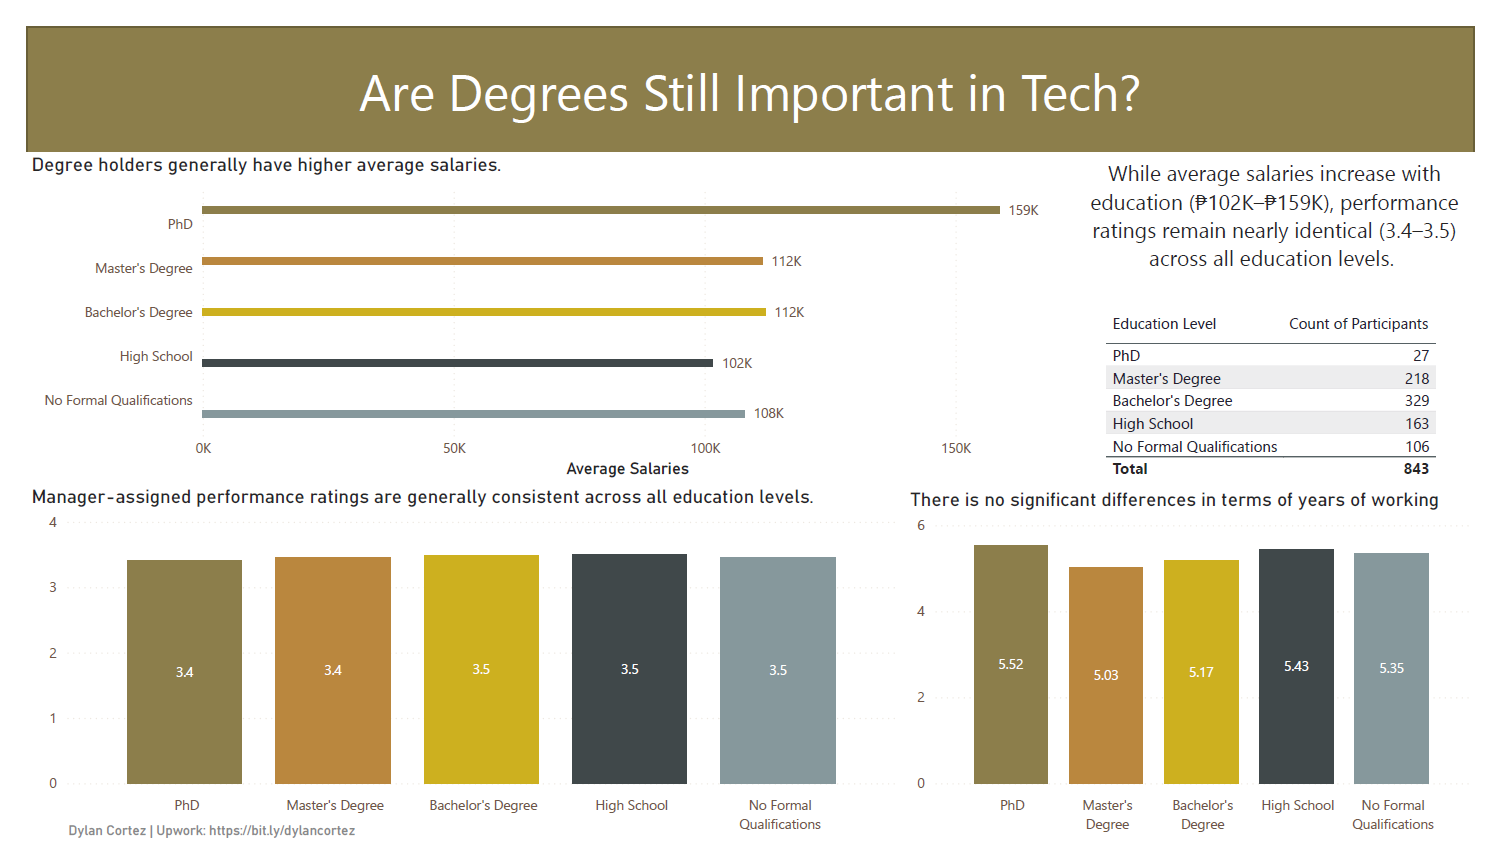 Are Degrees Still Important in Tech?
Degree holders generally have higher average salaries.
PhD
159K
Master's Degree
112K
Bachelor's Degree
112K
High School
102K
No Formal Qualifications
108K
0K
50K
100K
150K
Average Salaries
While average salaries increase with
education (₱102K–₱159K), performance
ratings remain nearly identical (3.4–3.5)
across all education levels.
Education Level Count of Participants
PhD 27
Master's Degree 218
Bachelor's Degree 329
High School 163
No Formal Qualifications 106
Total 843
Manager-assigned performance ratings are generally consistent across all education levels.
4
3
2
1
0
3.4
3.4
3.5
3.5
3.5
PhD
Master's Degree
Bachelor's Degree
High School
No Formal
Qualifications
There is no significant differences in terms of years of working
6
4
2
0
5.52
5.03
5.17
5.43
5.35
PhD
Master's
Degree
Bachelor's
Degree
High School
No Formal
Qualifications
Dylan Cortez | Upwork: https://bit.ly/dylancortez